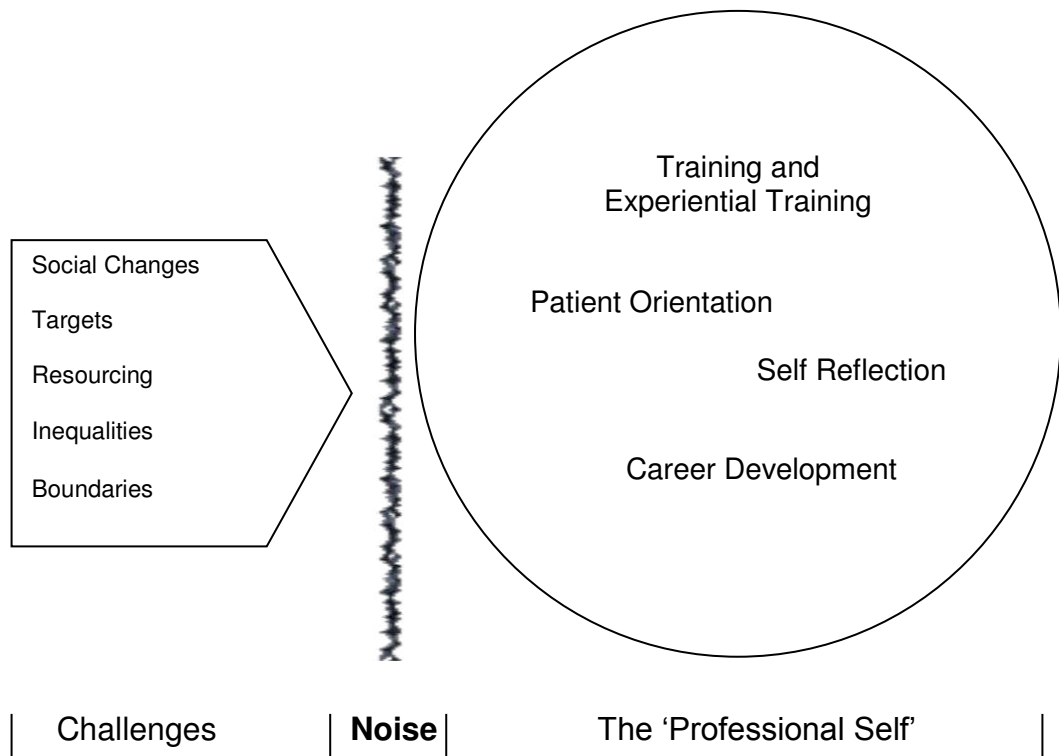 Training and
Experiential Training
Social Changes
Patient Orientation
Targets
Self Reflection
Resourcing
Inequalities
Career Development
Boundaries
Challenges
Noise
The ‘Professional Self’